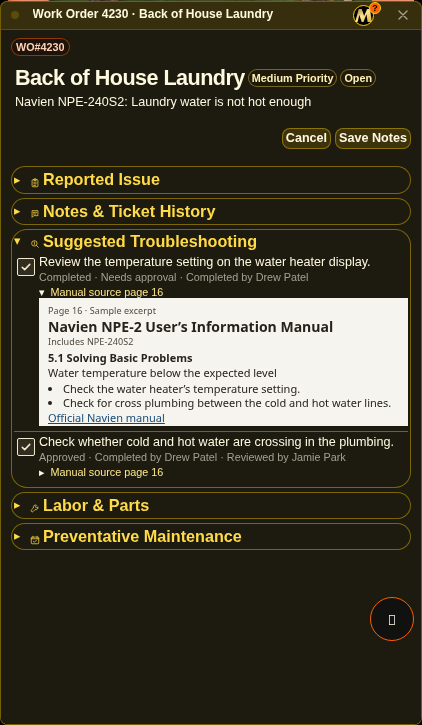 Work Order 4230 · Back of House Laundry
M ?
WO#4230
Back of House Laundry Medium Priority Open
Navien NPE-240S2: Laundry water is not hot enough
Cancel Save Notes
Reported Issue
Notes & Ticket History
Suggested Troubleshooting
Review the temperature setting on the water heater display.
Completed · Needs approval · Completed by Drew Patel
Manual source page 16
Page 16 · Sample excerpt
Navien NPE-2 User’s Information Manual
Includes NPE-240S2
5.1 Solving Basic Problems
Water temperature below the expected level
• Check the water heater’s temperature setting.
• Check for cross plumbing between the cold and hot water lines.
Official Navien manual
Check whether cold and hot water are crossing in the plumbing.
Approved · Completed by Drew Patel · Reviewed by Jamie Park
Manual source page 16
Labor & Parts
Preventative Maintenance